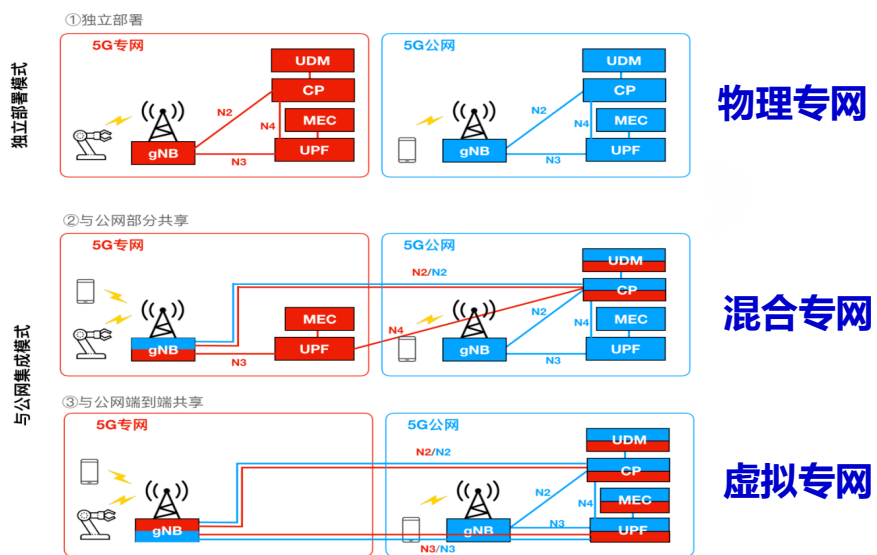 ①独立部署
独立部署模式
5G专网
UDM
CP
N2
MEC
N4
gNB
UPF
N3
5G公网
UDM
CP
N2
MEC
N4
gNB
UPF
N3
物理专网
与公网集成模式
②与公网部分共享
5G专网
N2/N2
gNB
MEC
UPF
N3
N4
5G公网
UDM
CP
N2
MEC
N4
gNB
UPF
N3
混合专网
③与公网端到端共享
5G专网
gNB
5G公网
N2/N2
UDM
CP
N2
MEC
N4
gNB
N3
UPF
N3/N3
虚拟专网